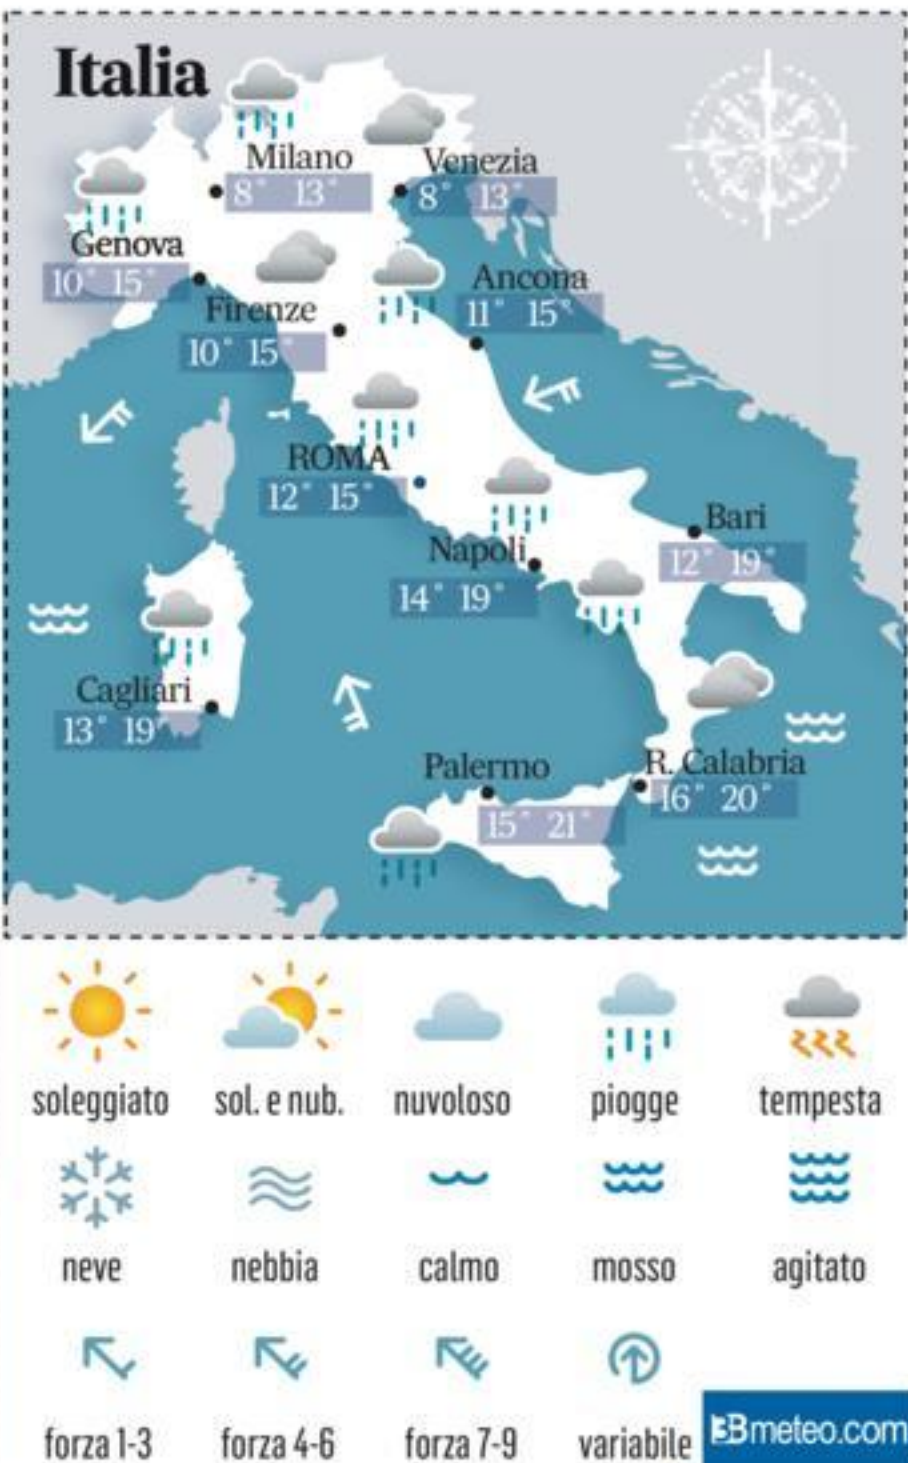 Italia
Milano
8° 13°
Venezia
8° 13°
Genova
10° 15°
Ancona
11° 15°
Firenze
10° 15°
ROMA
12° 15°
Bari
12° 19°
Napoli
14° 19°
Cagliari
13° 19°
Palermo
15° 21°
R. Calabria
16° 20°
soleggiato sol. e nub. nuvoloso piogge tempesta
neve nebbia calmo mosso agitato
forza 1-3 forza 4-6 forza 7-9 variabile
3Bmeteo.com